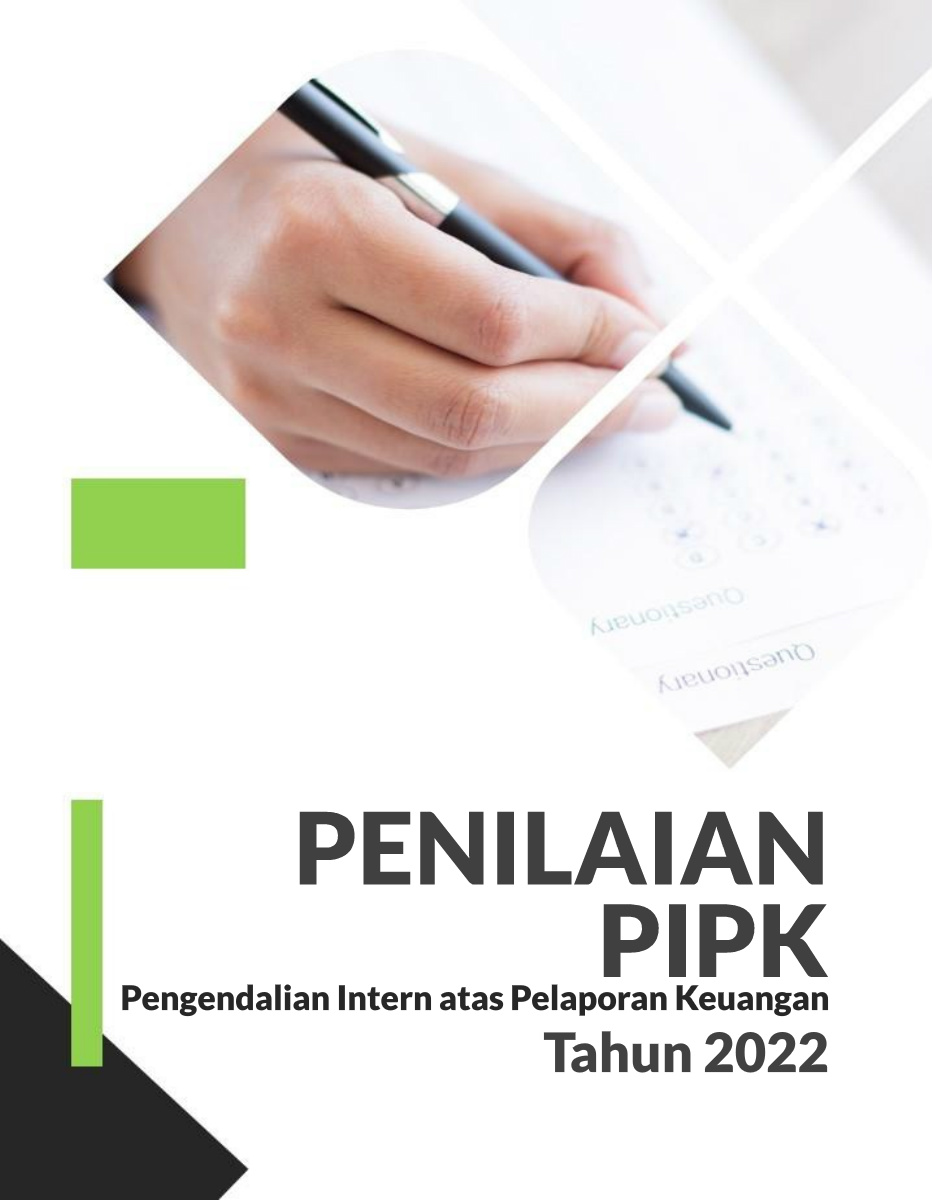 Questionary
Questionary
PENILAIAN
PIPK
Pengendalian Intern atas Pelaporan Keuangan
Tahun 2022